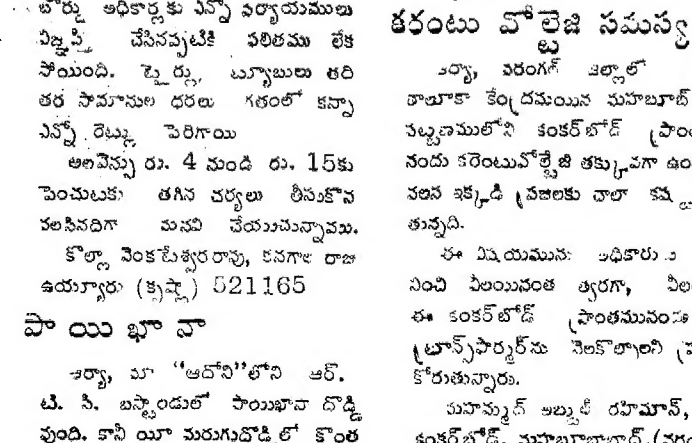 బోర్డు అధికార్లకు ఎన్నో పర్యాయములు
విజ్ఞప్తి చేసినప్పటికి ఫలితము లేక
పోయింది. టైర్లు, ట్యూబులు తది
తర సామానుల ధరలు గతంలో కన్నా
ఎన్నో రెట్లు పెరిగాయి
అలవెన్సు రు. 4 నుండి రు. 15కు
పెంచుటకు తగిన చర్యలు తీసుకొన
వలసినదిగా మనవి చేయుచున్నాము.
కొల్లా వెంకటేశ్వరరావు, కనగాల రాజ
ఉయ్యూరు (కృష్ణా) 521165
పాయిఖానా
ఆర్యా, మా "ఆదోని"లోని ఆర్.
టి. సి. బస్టాండులో పాయిఖానా దొడ్డి
వుంది. కానీ యీ మరుగుదొడ్డి లో కొంత
కరంటు వోల్టేజి సమస్య
ఆర్యా, వరంగల్ జిల్లాలో
తాలూకా కేంద్రమయిన మహబూబ్
పట్టణములోని కంకర్‌బోడ్
నందు కరెంటువోల్టేజి తక్కువగా
వలన ఇక్కడి ప్రజలకు చాలా కష్ట
తున్నది.
ఈ విషయమును అధికారు
నించి వీలయినంత త్వరగా,
ఈ కంకర్‌బోడ్ ప్రాంతమునందు
ట్రాన్స్‌ఫార్మర్‌ను నెలకొల్పాలని
కోరుతున్నారు.
మహమ్మద్ అబ్దుల్ రహిమాన్,
కంకర్‌బోడ్, మహబూబాబాద్